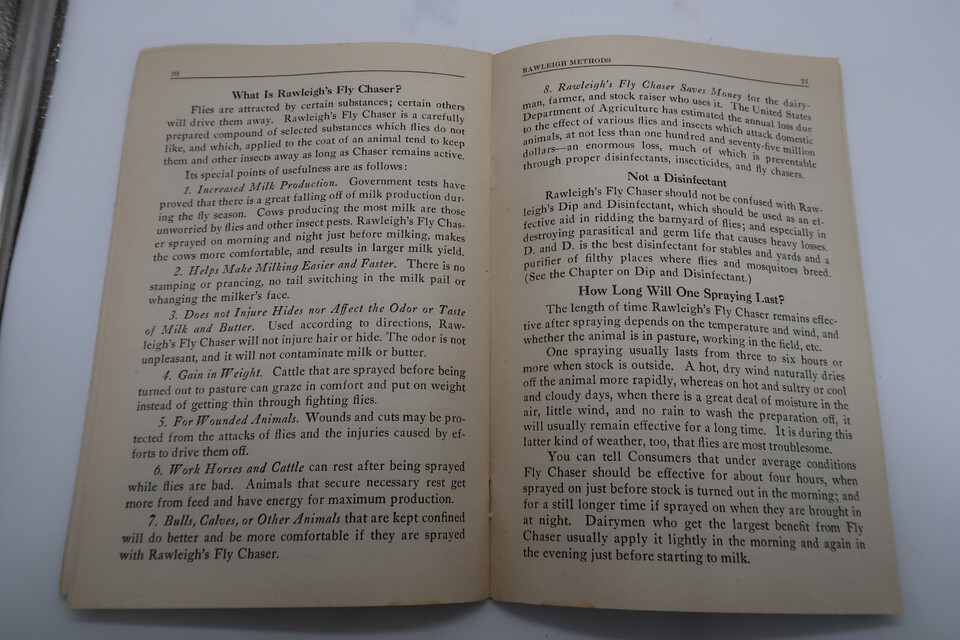 20
What Is Rawleigh's Fly Chaser?
Flies are attracted by certain substances; certain others
will drive them away. Rawleigh's Fly Chaser is a carefully
prepared compound of selected substances which flies do not
like, and which, applied to the coat of an animal tend to keep
them and other insects away as long as Chaser remains active.
Its special points of usefulness are as follows:
1. Increased Milk Production. Government tests have
proved that there is a great falling off of milk production dur-
ing the fly season. Cows producing the most milk are those
unworried by flies and other insect pests. Rawleigh's Fly Chas-
er sprayed on morning and night just before milking, makes
the cows more comfortable, and results in larger milk yield.
2. Helps Make Milking Easier and Faster. There is no
stamping or prancing, no tail switching in the milk pail or
whanging the milker's face.
3. Does not Injure Hides nor Affect the Odor or Taste
of Milk and Butter. Used according to directions, Raw-
leigh's Fly Chaser will not injure hair or hide. The odor is not
unpleasant, and it will not contaminate milk or butter.
4. Gain in Weight. Cattle that are sprayed before being
turned out to pasture can graze in comfort and put on weight
instead of getting thin through fighting flies.
5. For Wounded Animals. Wounds and cuts may be pro-
tected from the attacks of flies and the injuries caused by ef-
forts to drive them off.
6. Work Horses and Cattle can rest after being sprayed
while flies are bad. Animals that secure necessary rest get
more from feed and have energy for maximum production.
7. Bulls, Calves, or Other Animals that are kept confined
will do better and be more comfortable if they are sprayed
with Rawleigh's Fly Chaser.
RAWLEIGH METHODS
21
8. Rawleigh's Fly Chaser Saves Money for the dairy-
man, farmer, and stock raiser who uses it. The United States
Department of Agriculture has estimated the annual loss due
to the effect of various flies and insects which attack domestic
animals, at not less than one hundred and seventy-five million
dollars—an enormous loss, much of which is preventable
through proper disinfectants, insecticides, and fly chasers.
Not a Disinfectant
Rawleigh's Fly Chaser should not be confused with Raw-
leigh's Dip and Disinfectant, which should be used as an ef-
fective aid in ridding the barnyard of flies; and especially in
destroying parasitical and germ life that causes heavy losses.
D. and D. is the best disinfectant for stables and yards and a
purifier of filthy places where flies and mosquitoes breed.
(See the Chapter on Dip and Disinfectant.)
How Long Will One Spraying Last?
The length of time Rawleigh's Fly Chaser remains effec-
tive after spraying depends on the temperature and wind, and
whether the animal is in pasture, working in the field, etc.
One spraying usually lasts from three to six hours or
more when stock is outside. A hot, dry wind naturally dries
off the animal more rapidly, whereas on hot and sultry or cool
and cloudy days, when there is a great deal of moisture in the
air, little wind, and no rain to wash the preparation off, it
will usually remain effective for a long time. It is during this
latter kind of weather, too, that flies are most troublesome.
You can tell Consumers that under average conditions
Fly Chaser should be effective for about four hours, when
sprayed on just before stock is turned out in the morning; and
for a still longer time if sprayed on when they are brought in
at night. Dairymen who get the largest benefit from Fly
Chaser usually apply it lightly in the morning and again in
the evening just before starting to milk.